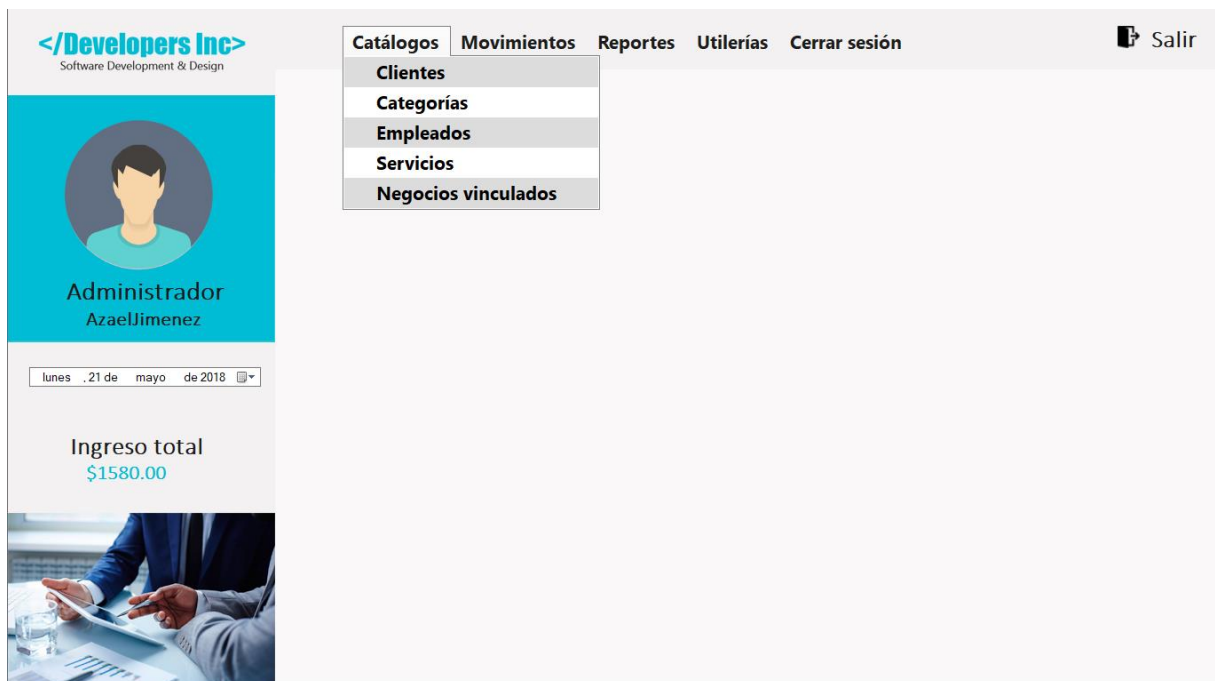 </Developers Inc>
Software Development & Design
Catálogos Movimientos Reportes Utilerías Cerrar sesión
Salir
Clientes
Categorías
Empleados
Servicios
Negocios vinculados
Administrador
AzaelJimenez
lunes , 21 de mayo de 2018
Ingreso total
$1580.00